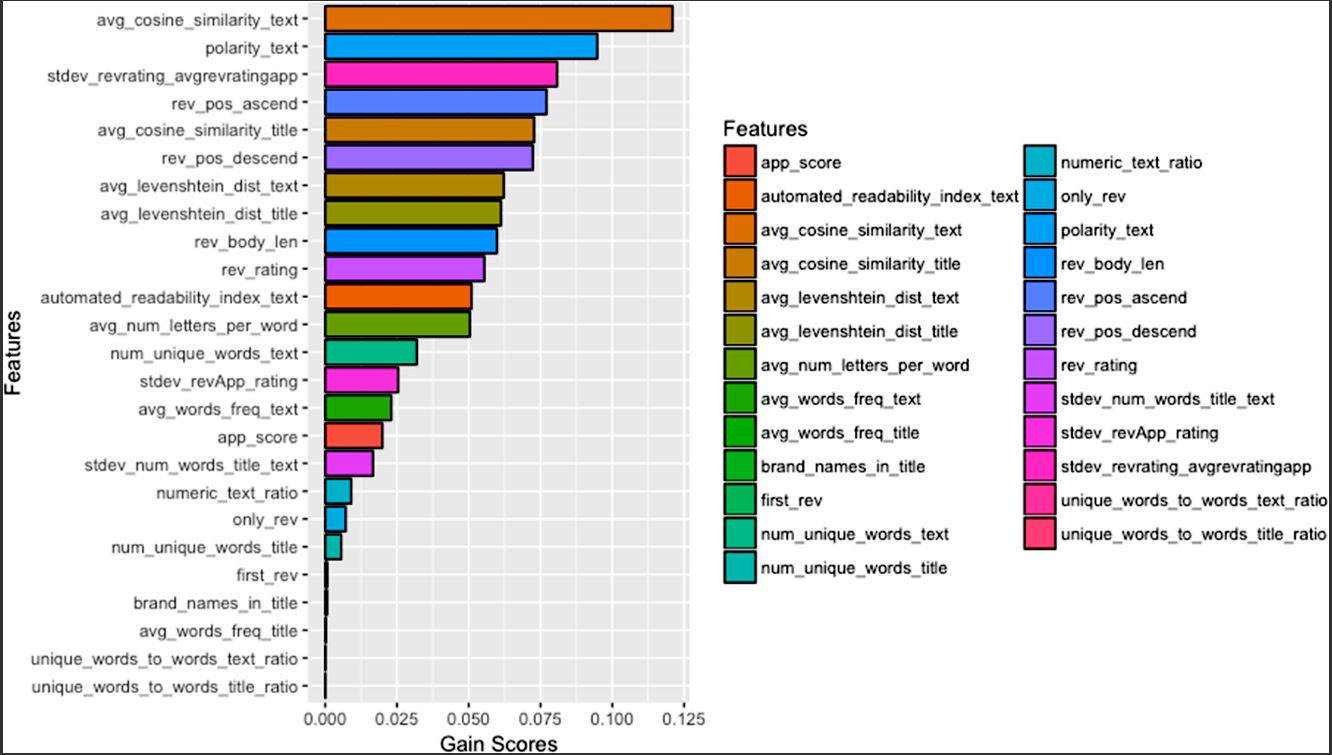 avg_cosine_similarity_text
polarity_text
stdev_revrating_avgrevratingapp
rev_pos_ascend
avg_cosine_similarity_title
rev_pos_descend
avg_levenshtein_dist_text
avg_levenshtein_dist_title
rev_body_len
rev_rating
automated_readability_index_text
avg_num_letters_per_word
num_unique_words_text
stdev_revApp_rating
avg_words_freq_text
app_score
stdev_num_words_title_text
numeric_text_ratio
only_rev
num_unique_words_title
first_rev
brand_names_in_title
avg_words_freq_title
unique_words_to_words_text_ratio
unique_words_to_words_title_ratio
Features
0.000 0.025 0.050 0.075 0.100 0.125
Gain Scores
Features
app_score
automated_readability_index_text
avg_cosine_similarity_text
avg_cosine_similarity_title
avg_levenshtein_dist_text
avg_levenshtein_dist_title
avg_num_letters_per_word
avg_words_freq_text
avg_words_freq_title
brand_names_in_title
first_rev
num_unique_words_text
num_unique_words_title
numeric_text_ratio
only_rev
polarity_text
rev_body_len
rev_pos_ascend
rev_pos_descend
rev_rating
stdev_num_words_title_text
stdev_revApp_rating
stdev_revrating_avgrevratingapp
unique_words_to_words_text_ratio
unique_words_to_words_title_ratio